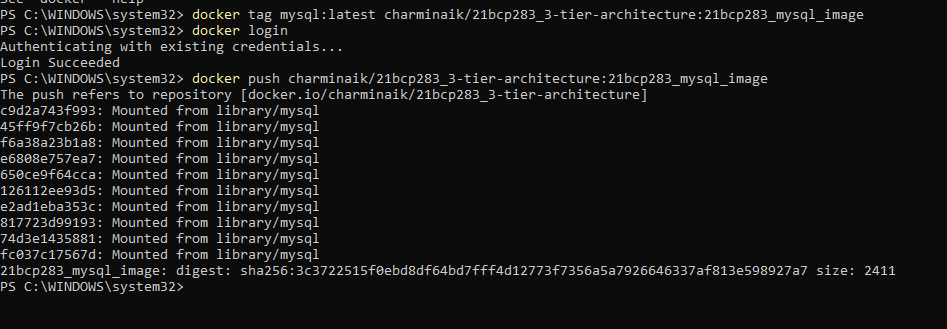 PS C:\WINDOWS\system32> docker tag mysql:latest charminaik/21bcp283_3-tier-architecture:21bcp283_mysql_image
PS C:\WINDOWS\system32> docker login
Authenticating with existing credentials...
Login Succeeded
PS C:\WINDOWS\system32> docker push charminaik/21bcp283_3-tier-architecture:21bcp283_mysql_image
The push refers to repository [docker.io/charminaik/21bcp283_3-tier-architecture]
c9d2a743f993: Mounted from library/mysql
45ff9f7cb26b: Mounted from library/mysql
f6a38a23b1a8: Mounted from library/mysql
e6808e757ea7: Mounted from library/mysql
650ce9f64cca: Mounted from library/mysql
126112ee93d5: Mounted from library/mysql
e2ad1eba353c: Mounted from library/mysql
817723d99193: Mounted from library/mysql
74d3e1435881: Mounted from library/mysql
fc037c17567d: Mounted from library/mysql
21bcp283_mysql_image: digest: sha256:3c3722515f0ebd8df64bd7fff4d12773f7356a5a7926646337af813e598927a7 size: 2411
PS C:\WINDOWS\system32>